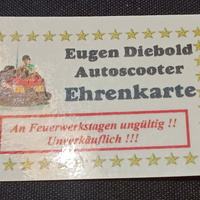 Eugen Diebold
Autoscooter
Ehrenkarte
An Feuerwerkstagen ungültig !!
Unverkäuflich !!!